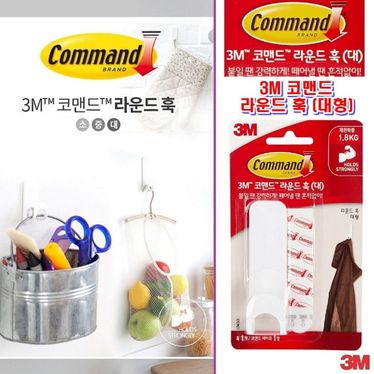 Command™
BRAND
3M™ 코맨드™ 라운드 훅
소 중 대
HOLDS
STRONGLY
Command
BRAND
3M™ 코맨드™ 라운드 훅 (대)
붙일 땐 강력하게! 떼어낼 땐 흔적없이!
3M 코맨드
라운드 훅 (대형)
3M
제한하중
1.8KG
HOLDS
STRONGLY
Command
BRAND
3M™ 코맨드™ 라운드 훅 (대)
붙일 땐 강력하게! 떼어낼 땐 흔적없이!
라운드 훅
대형
3M